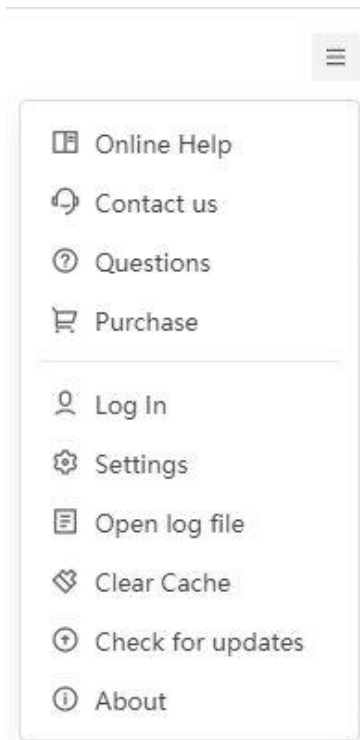 Online Help
Contact us
Questions
Purchase
Log In
Settings
Open log file
Clear Cache
Check for updates
About